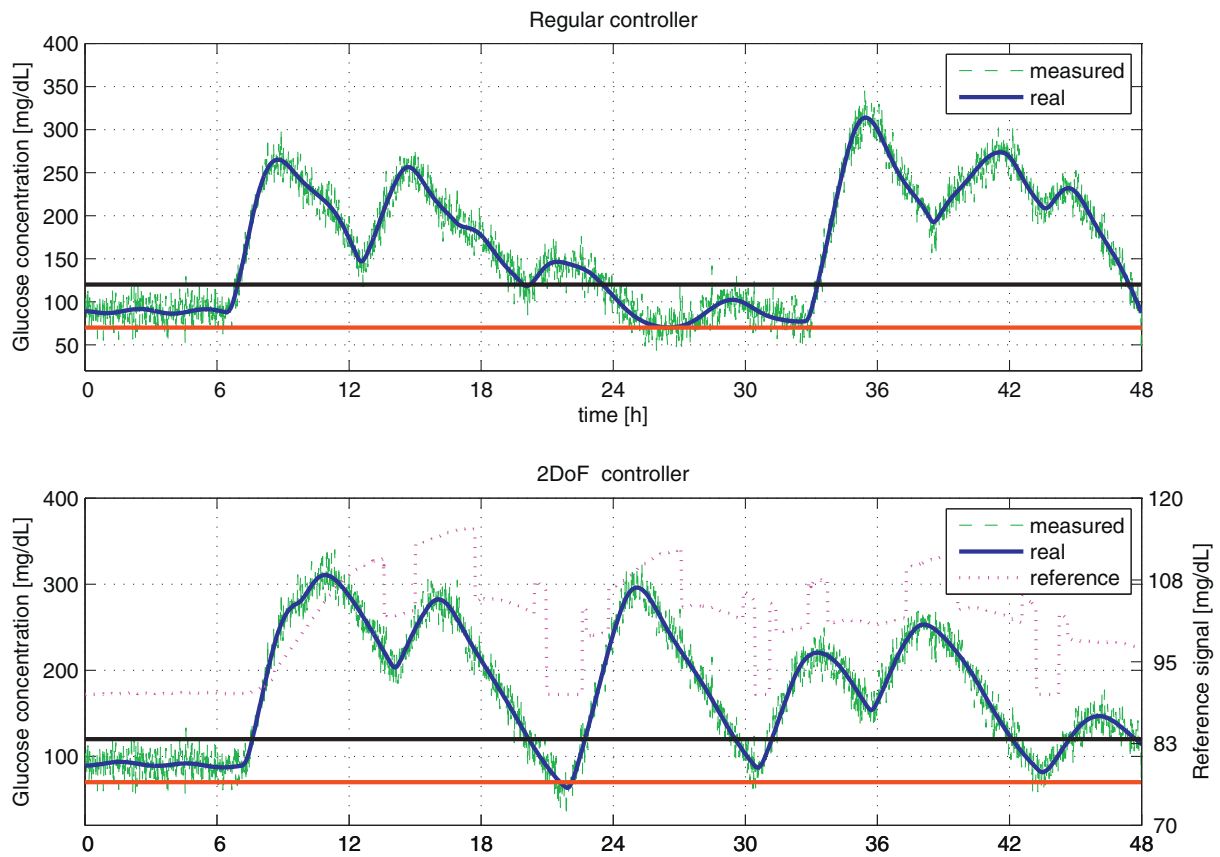 Regular controller
Glucose concentration [mg/dL]
400
350
300
250
200
150
100
50
measured
real
0 6 12 18 24 30 36 42 48
time [h]
2DoF controller
Glucose concentration [mg/dL]
400
300
200
100
measured
real
reference
120
108
95
83
70
Reference signal [mg/dL]
0 6 12 18 24 30 36 42 48